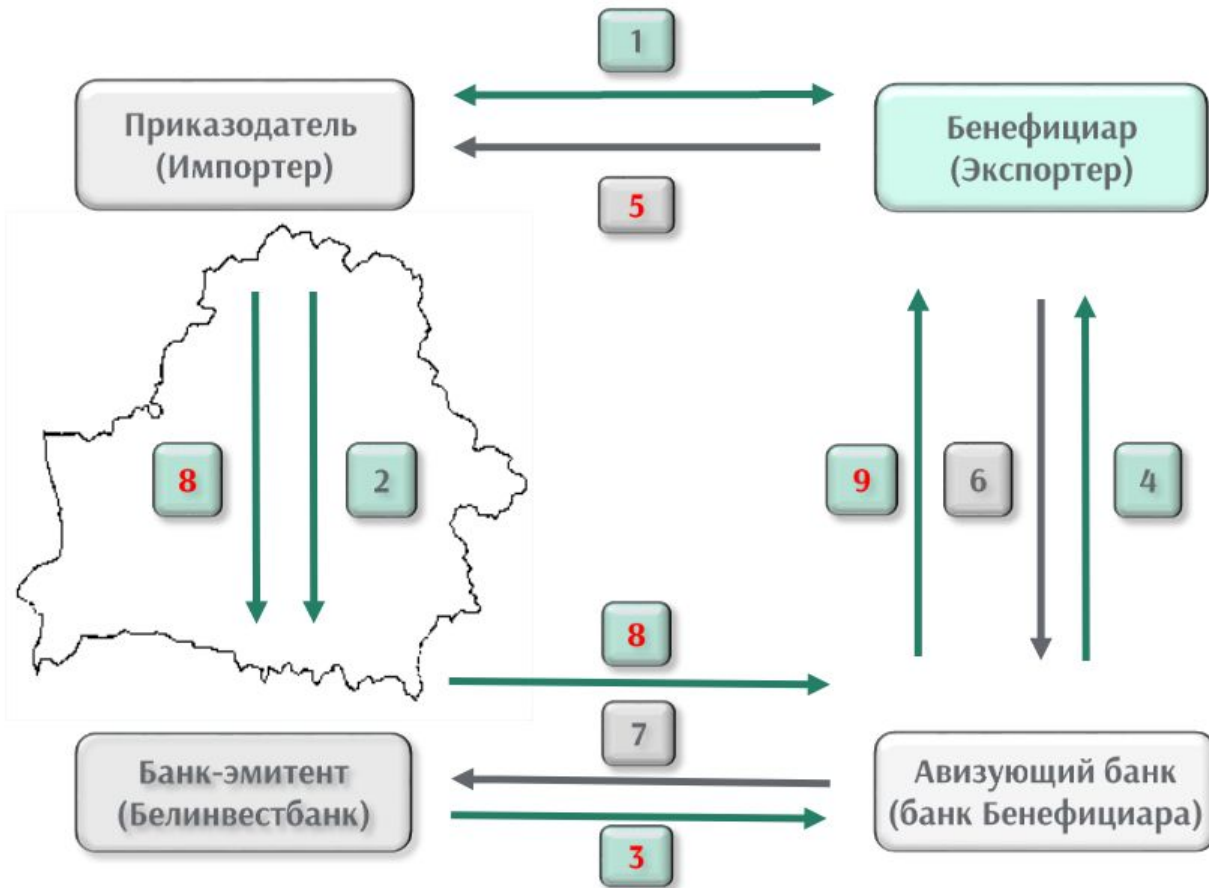 1
Приказодатель
(Импортер)
Бенефициар
(Экспортер)
5
8
2
9
6
4
8
7
Банк-эмитент
(Белинвестбанк)
Авизующий банк
(банк Бенефициара)
3